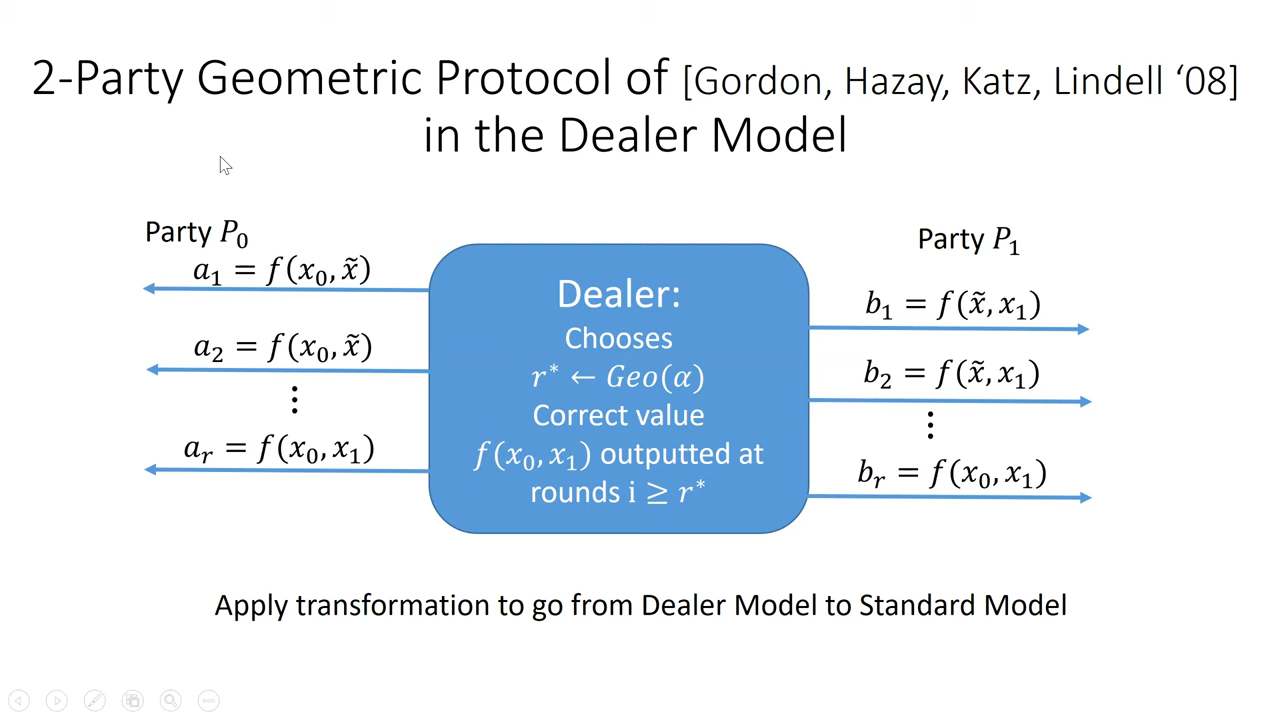 2-Party Geometric Protocol of [Gordon, Hazay, Katz, Lindell ‘08]
in the Dealer Model
Party P₀
a₁ = f(x₀, x̃)
a₂ = f(x₀, x̃)
⋮
aᵣ = f(x₀, x₁)
Dealer:
Chooses
r* ← Geo(α)
Correct value
f(x₀, x₁) outputted at
rounds i ≥ r*
Party P₁
b₁ = f(x̃, x₁)
b₂ = f(x̃, x₁)
⋮
bᵣ = f(x₀, x₁)
Apply transformation to go from Dealer Model to Standard Model